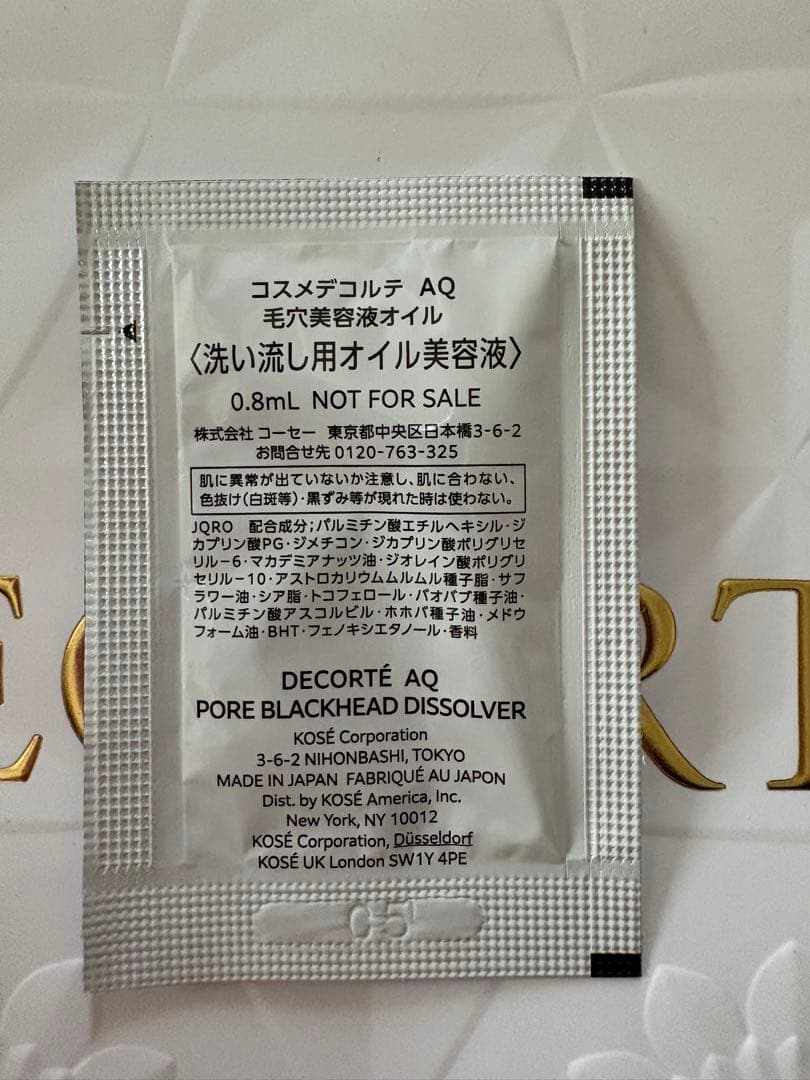 コスメデコルテ AQ
毛穴美容液オイル
〈洗い流し用オイル美容液〉
0.8mL NOT FOR SALE
株式会社 コーセー 東京都中央区日本橋3-6-2
お問合せ先 0120-763-325
肌に異常が出ていないか注意し、肌に合わない、
色抜け(白斑等)・黒ずみ等が現れた時は使わない。
JQRO 配合成分;パルミチン酸エチルヘキシル・ジ
カプリン酸PG・ジメチコン・ジカプリン酸ポリグリセ
リル-6・マカデミアナッツ油・ジオレイン酸ポリグリ
セリル-10・アストロカリウムムルムル種子脂・サフ
ラワー油・シア脂・トコフェロール・バオバブ種子油・
パルミチン酸アスコルビル・ホホバ種子油・メドウ
フォーム油・BHT・フェノキシエタノール・香料
DECORTÉ AQ
PORE BLACKHEAD DISSOLVER
KOSÉ Corporation
3-6-2 NIHONBASHI, TOKYO
MADE IN JAPAN FABRIQUÉ AU JAPON
Dist. by KOSÉ America, Inc.
New York, NY 10012
KOSÉ Corporation, Düsseldorf
KOSÉ UK London SW1Y 4PE